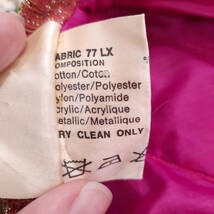 ABRIC 77 LX
OMPOSITION
otton/Coton
olyester/Polyester
ylon/Polyamide
crylic/Acrylique
etallic/Metallique
RY CLEAN ONLY